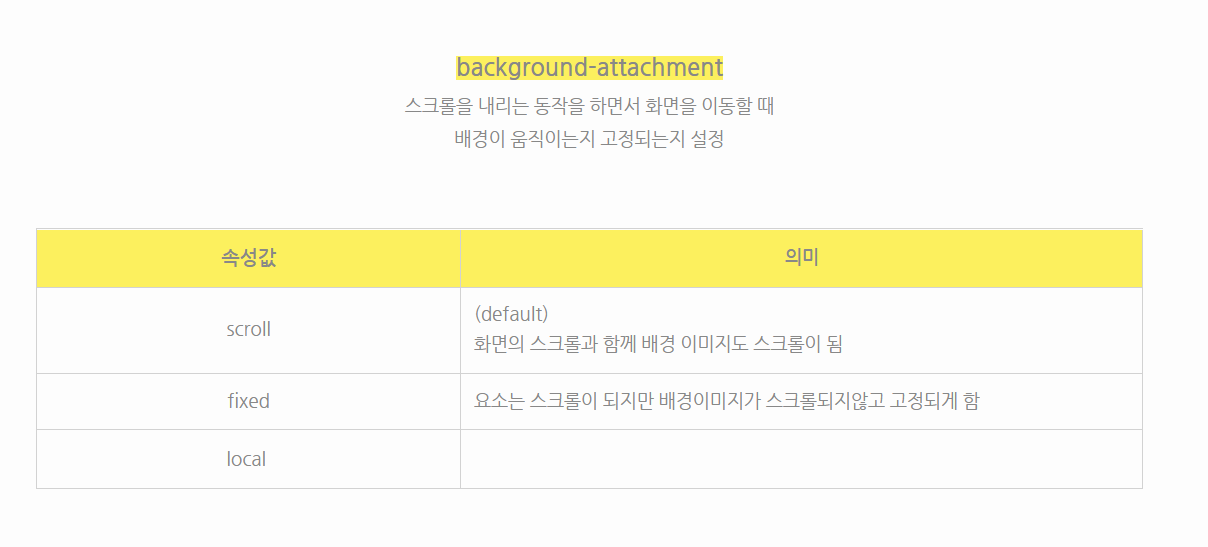 background-attachment
스크롤을 내리는 동작을 하면서 화면을 이동할 때
배경이 움직이는지 고정되는지 설정
속성값 의미
scroll
(default)
화면의 스크롤과 함께 배경 이미지도 스크롤이 됨
fixed 요소는 스크롤이 되지만 배경이미지가 스크롤되지않고 고정되게 함
local